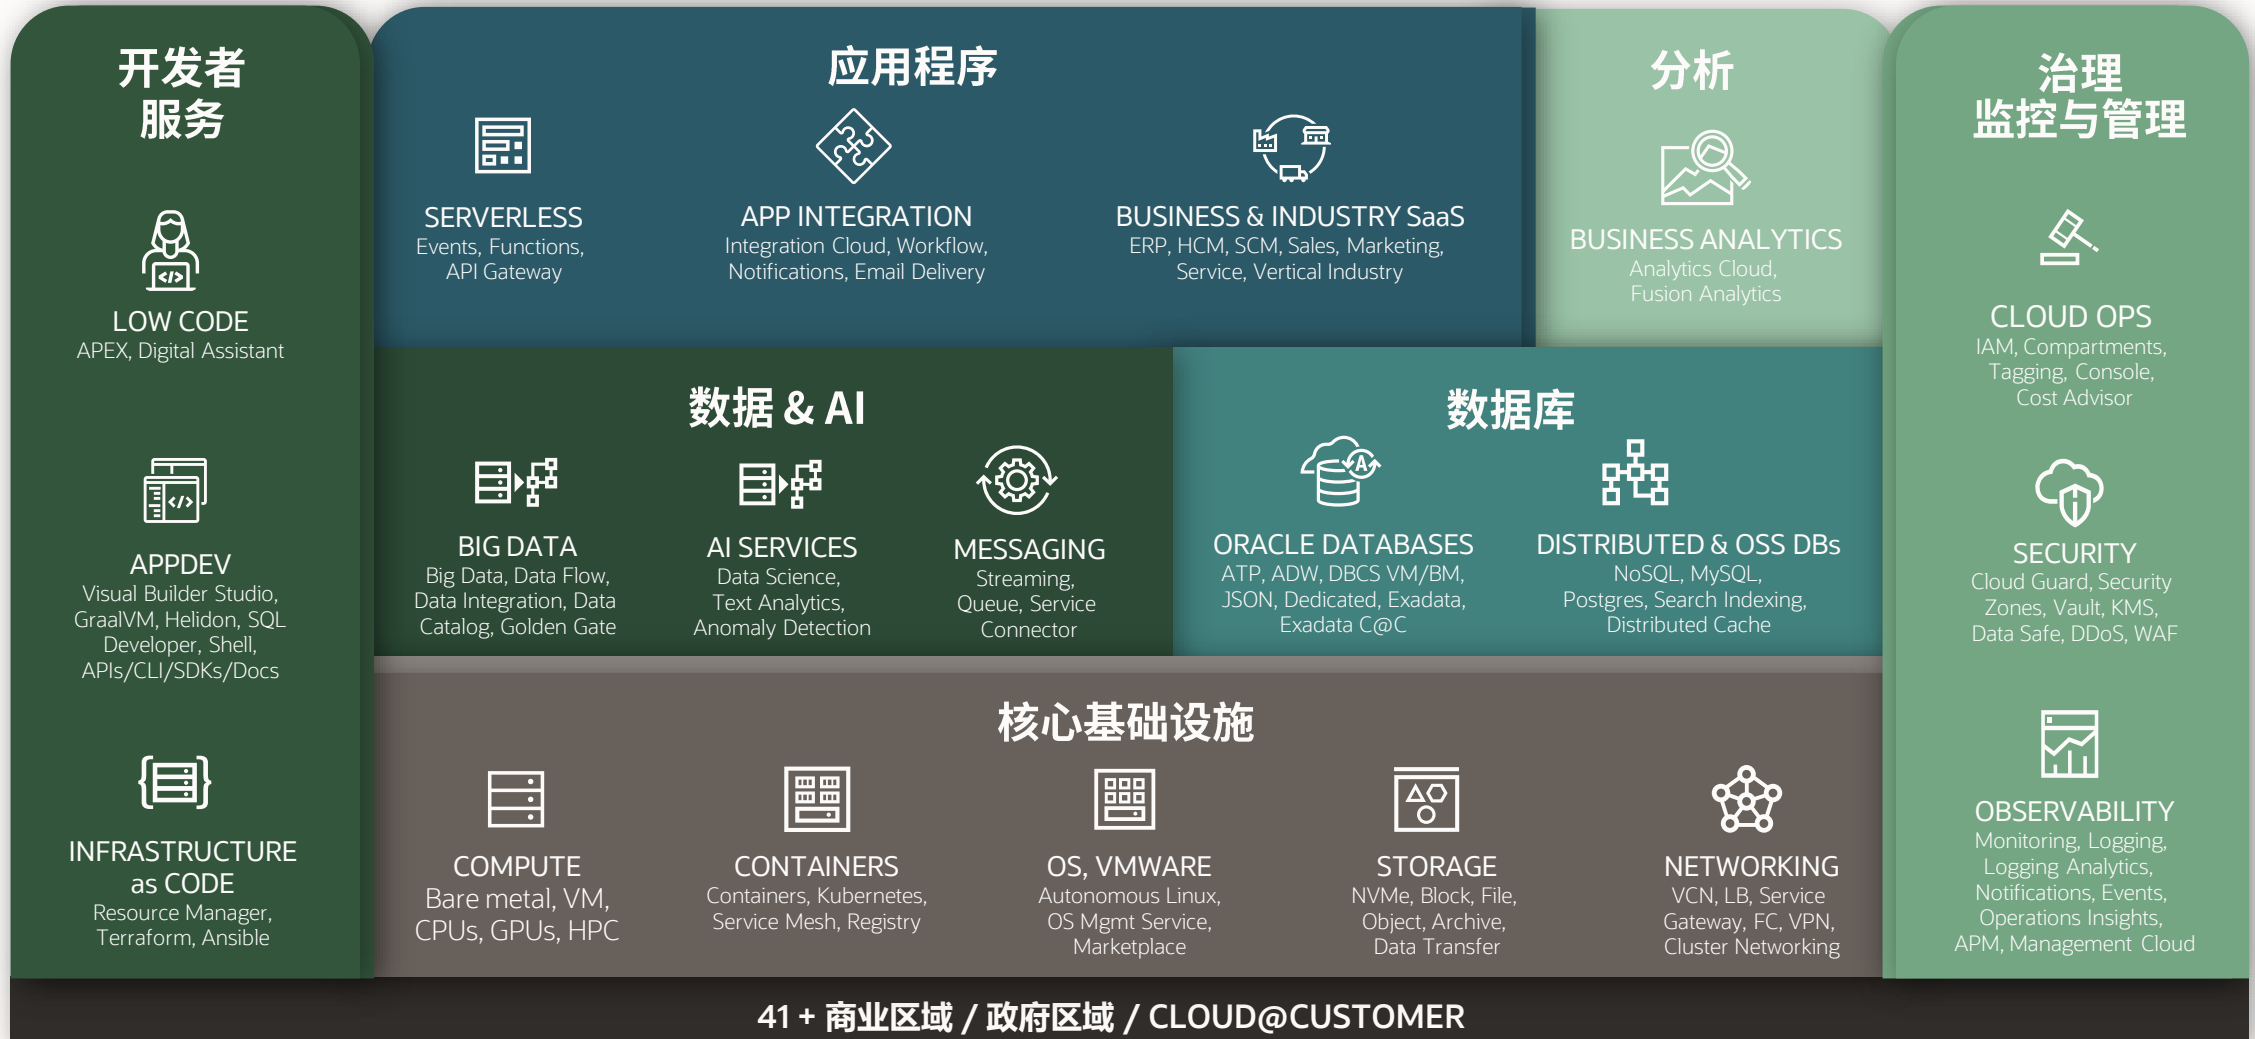 开发者
服务
LOW CODE
APEX, Digital Assistant
APPDEV
Visual Builder Studio,
GraalVM, Helidon, SQL
Developer, Shell,
APIs/CLI/SDKs/Docs
INFRASTRUCTURE
as CODE
Resource Manager,
Terraform, Ansible
应用程序
SERVERLESS
Events, Functions,
API Gateway
APP INTEGRATION
Integration Cloud, Workflow,
Notifications, Email Delivery
BUSINESS & INDUSTRY SaaS
ERP, HCM, SCM, Sales, Marketing,
Service, Vertical Industry
分析
BUSINESS ANALYTICS
Analytics Cloud,
Fusion Analytics
数据 & AI
BIG DATA
Big Data, Data Flow,
Data Integration, Data
Catalog, Golden Gate
AI SERVICES
Data Science,
Text Analytics,
Anomaly Detection
MESSAGING
Streaming,
Queue, Service
Connector
数据库
A
ORACLE DATABASES
ATP, ADW, DBCS VM/BM,
JSON, Dedicated, Exadata,
Exadata C@C
DISTRIBUTED & OSS DBs
NoSQL, MySQL,
Postgres, Search Indexing,
Distributed Cache
核心基础设施
COMPUTE
Bare metal, VM,
CPUs, GPUs, HPC
CONTAINERS
Containers, Kubernetes,
Service Mesh, Registry
OS, VMWARE
Autonomous Linux,
OS Mgmt Service,
Marketplace
STORAGE
NVMe, Block, File,
Object, Archive,
Data Transfer
NETWORKING
VCN, LB, Service
Gateway, FC, VPN,
Cluster Networking
治理
监控与管理
CLOUD OPS
IAM, Compartments,
Tagging, Console,
Cost Advisor
SECURITY
Cloud Guard, Security
Zones, Vault, KMS,
Data Safe, DDoS, WAF
OBSERVABILITY
Monitoring, Logging,
Logging Analytics,
Notifications, Events,
Operations Insights,
APM, Management Cloud
41 + 商业区域 / 政府区域 / CLOUD@CUSTOMER